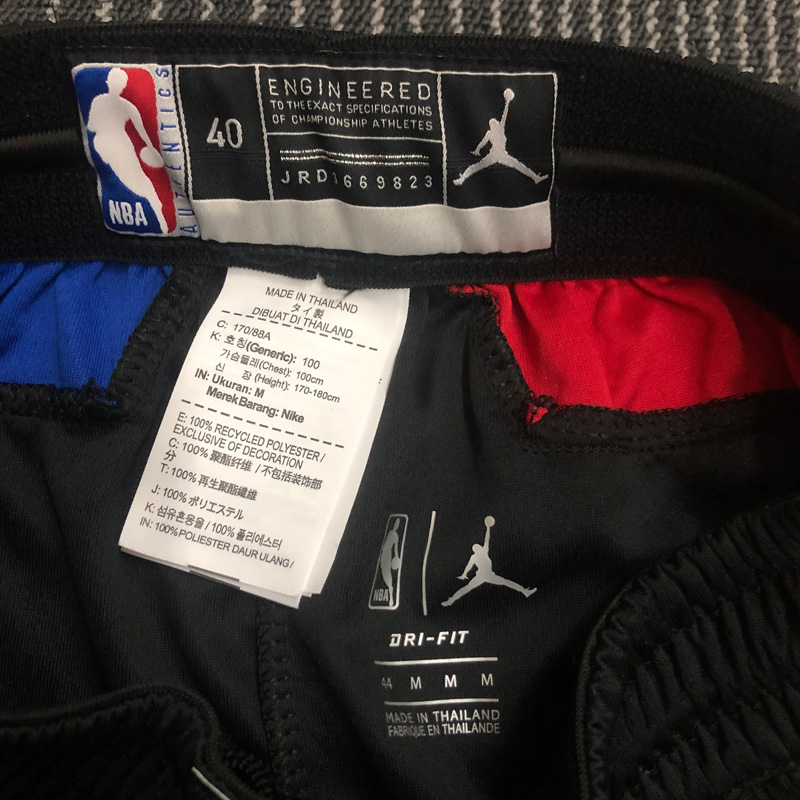 NBA
AUTHENTICS
40
ENGINEERED
TO THE EXACT SPECIFICATIONS
OF CHAMPIONSHIP ATHLETES
JRD1669823
MADE IN THAILAND
タイ製
DIBUAT DI THAILAND
C: 170/88A
K: 호칭(Generic): 100
가슴둘레(Chest): 100cm
신 장 (Height): 170-180cm
IN: Ukuran: M
MerekBarang: Nike
E: 100% RECYCLED POLYESTER /
EXCLUSIVE OF DECORATION
C: 100% 聚酯纤维 / 不包括装饰部
分
T: 100% 再生聚酯纖維
J: 100% ポリエステル
K: 섬유혼용율 / 100% 폴리에스터
IN: 100% POLIESTER DAUR ULANG /
NBA
DRI-FIT
44 M M M
MADE IN THAILAND
FABRIQUÉ EN THAILANDE